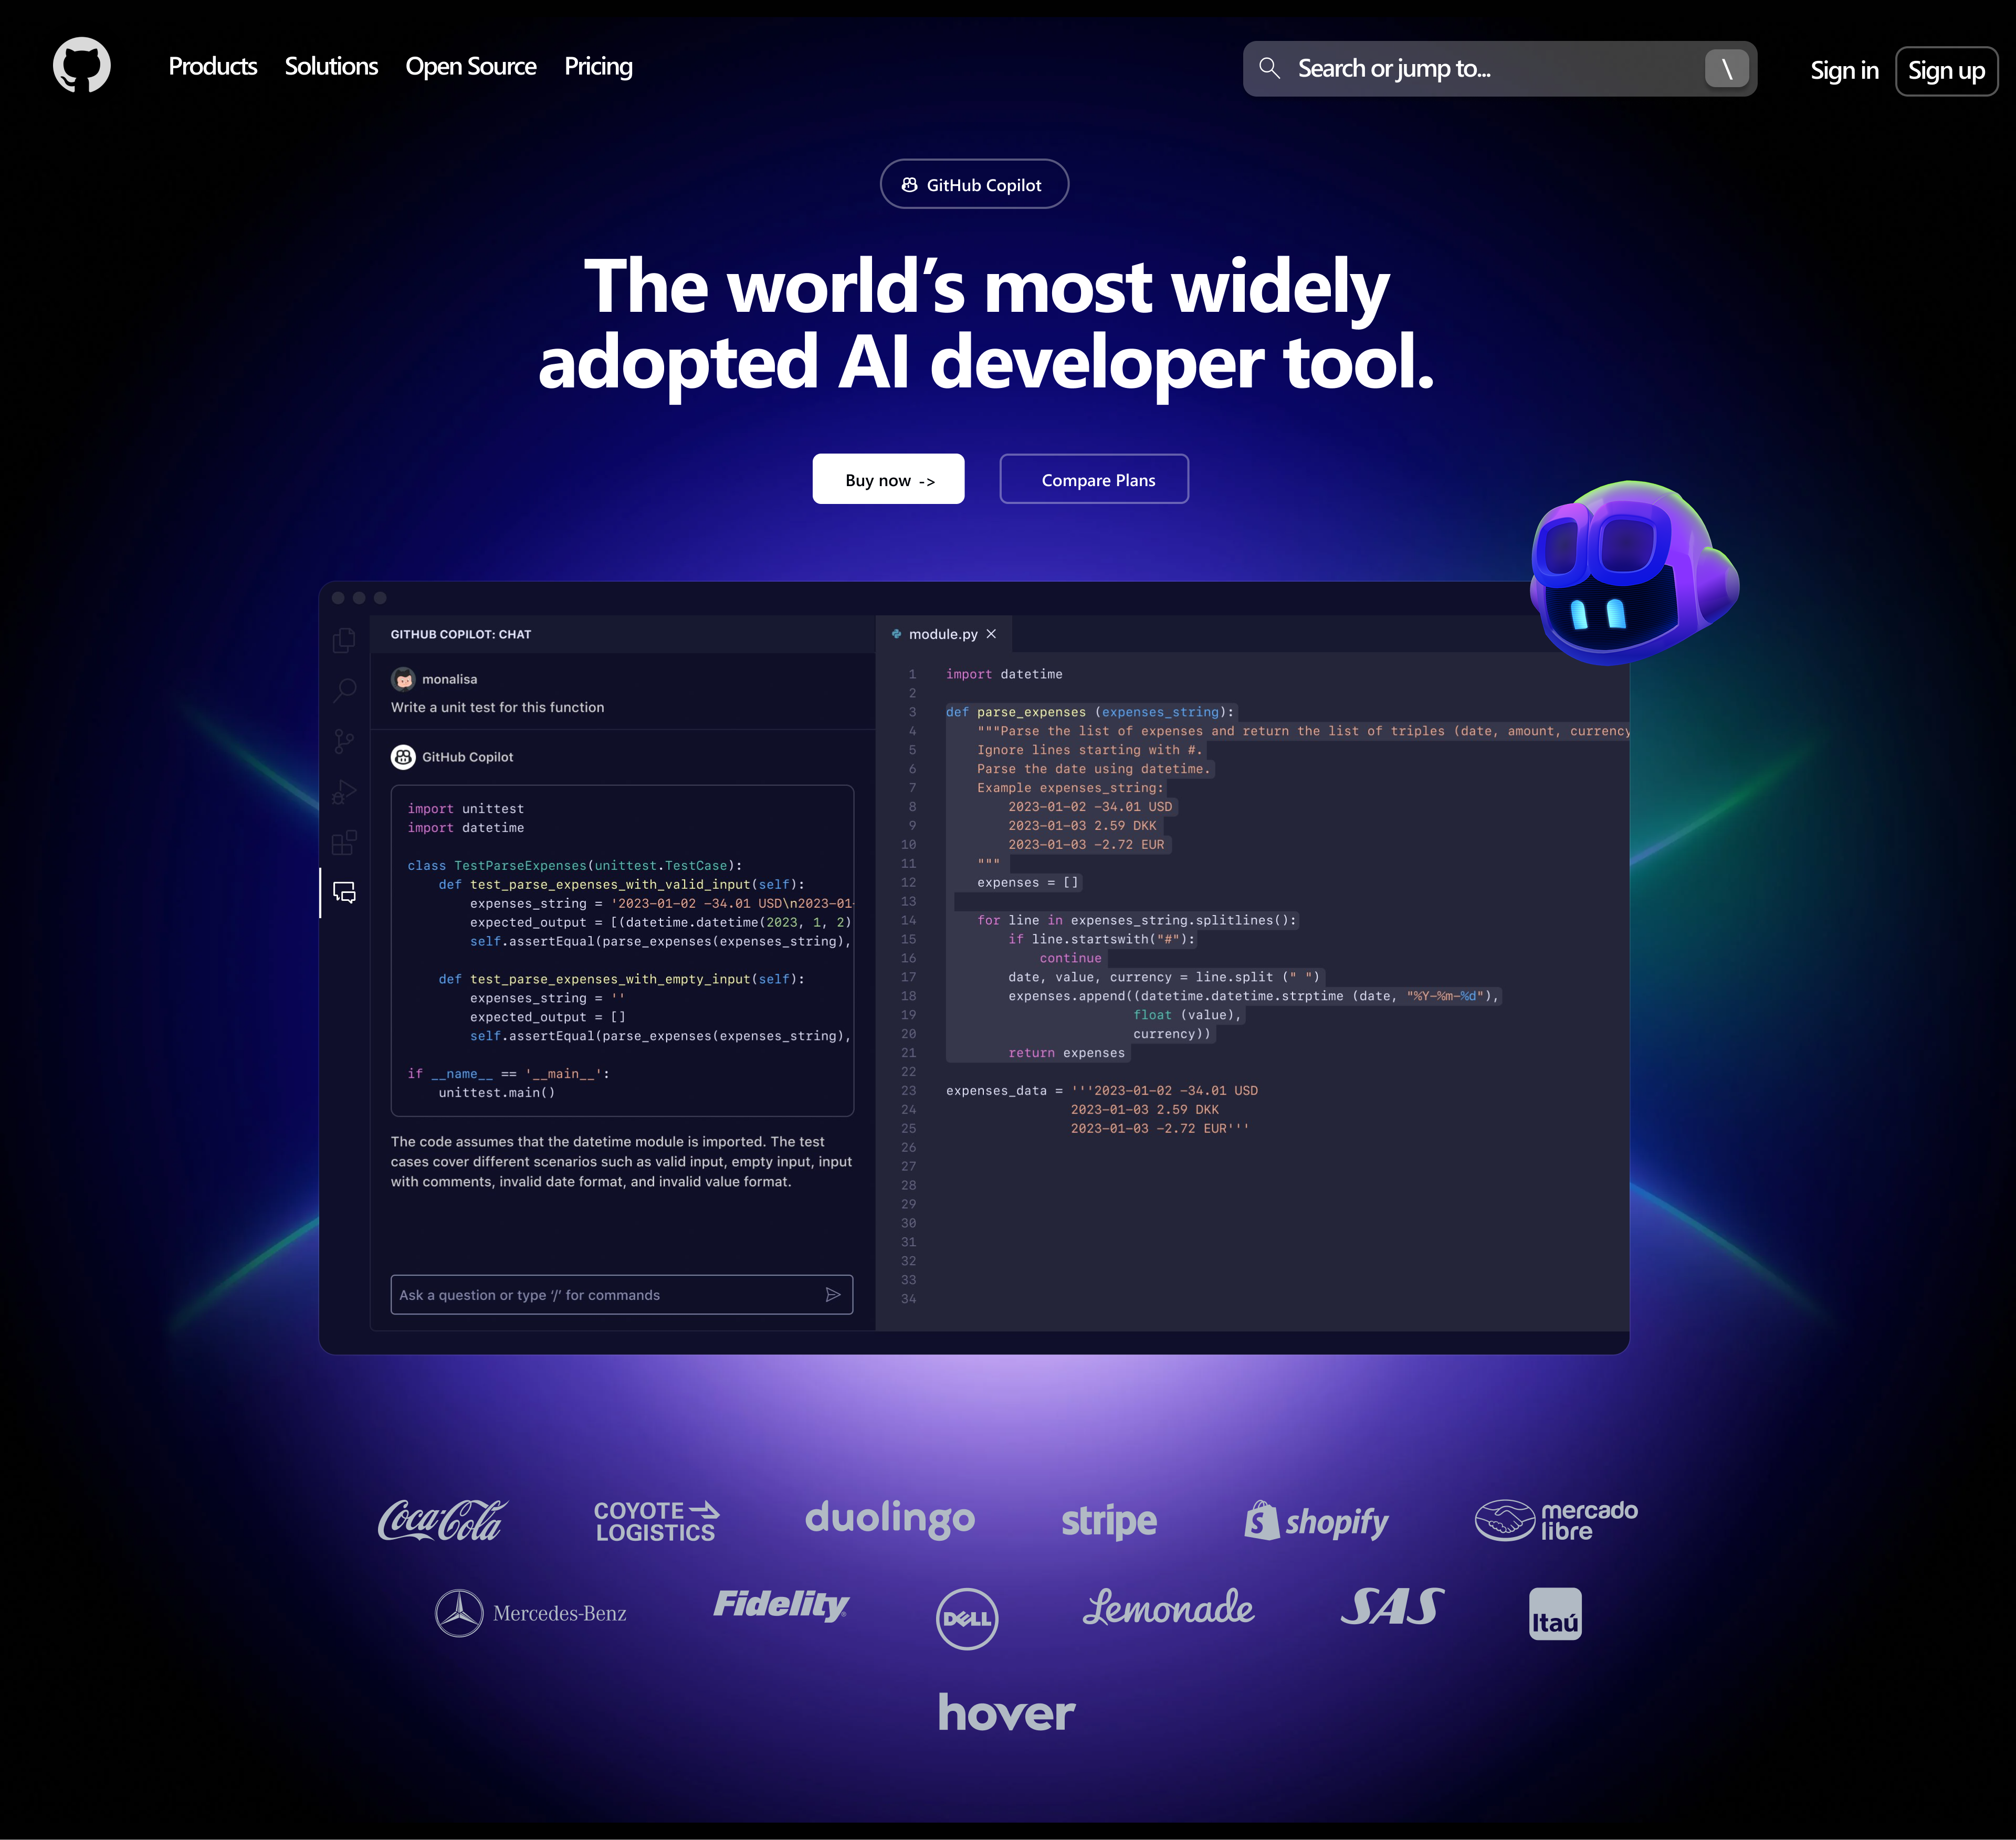 Products Solutions Open Source Pricing
Search or jump to... \
Sign in Sign up
GitHub Copilot
The world’s most widely
adopted AI developer tool.
Buy now ->
Compare Plans
GITHUB COPILOT: CHAT
monalisa
Write a unit test for this function
GitHub Copilot
import unittest
import datetime
class TestParseExpenses(unittest.TestCase):
def test_parse_expenses_with_valid_input(self):
expenses_string = '2023-01-02 -34.01 USD\n2023-01-
expected_output = [(datetime.datetime(2023, 1, 2)
self.assertEqual(parse_expenses(expenses_string),
def test_parse_expenses_with_empty_input(self):
expenses_string = ''
expected_output = []
self.assertEqual(parse_expenses(expenses_string),
if __name__ == '__main__':
unittest.main()
The code assumes that the datetime module is imported. The test
cases cover different scenarios such as valid input, empty input, input
with comments, invalid date format, and invalid value format.
Ask a question or type ‘/’ for commands
module.py
1 import datetime
2
3 def parse_expenses (expenses_string):
4 """Parse the list of expenses and return the list of triples (date, amount, currency
5 Ignore lines starting with #.
6 Parse the date using datetime.
7 Example expenses_string:
8 2023-01-02 -34.01 USD
9 2023-01-03 2.59 DKK
10 2023-01-03 -2.72 EUR
11 """
12 expenses = []
13
14 for line in expenses_string.splitlines():
15 if line.startswith("#"):
16 continue
17 date, value, currency = line.split (" ")
18 expenses.append((datetime.datetime.strptime (date, "%Y-%m-%d"),
19 float (value),
20 currency))
21 return expenses
22
23 expenses_data = '''2023-01-02 -34.01 USD
24 2023-01-03 2.59 DKK
25 2023-01-03 -2.72 EUR'''
26
27
28
29
30
31
32
33
34
Coca-Cola
COYOTE
LOGISTICS
duolingo
stripe
shopify
mercado
libre
Mercedes-Benz
Fidelity
DELL
Lemonade
SAS
Itaú
hover